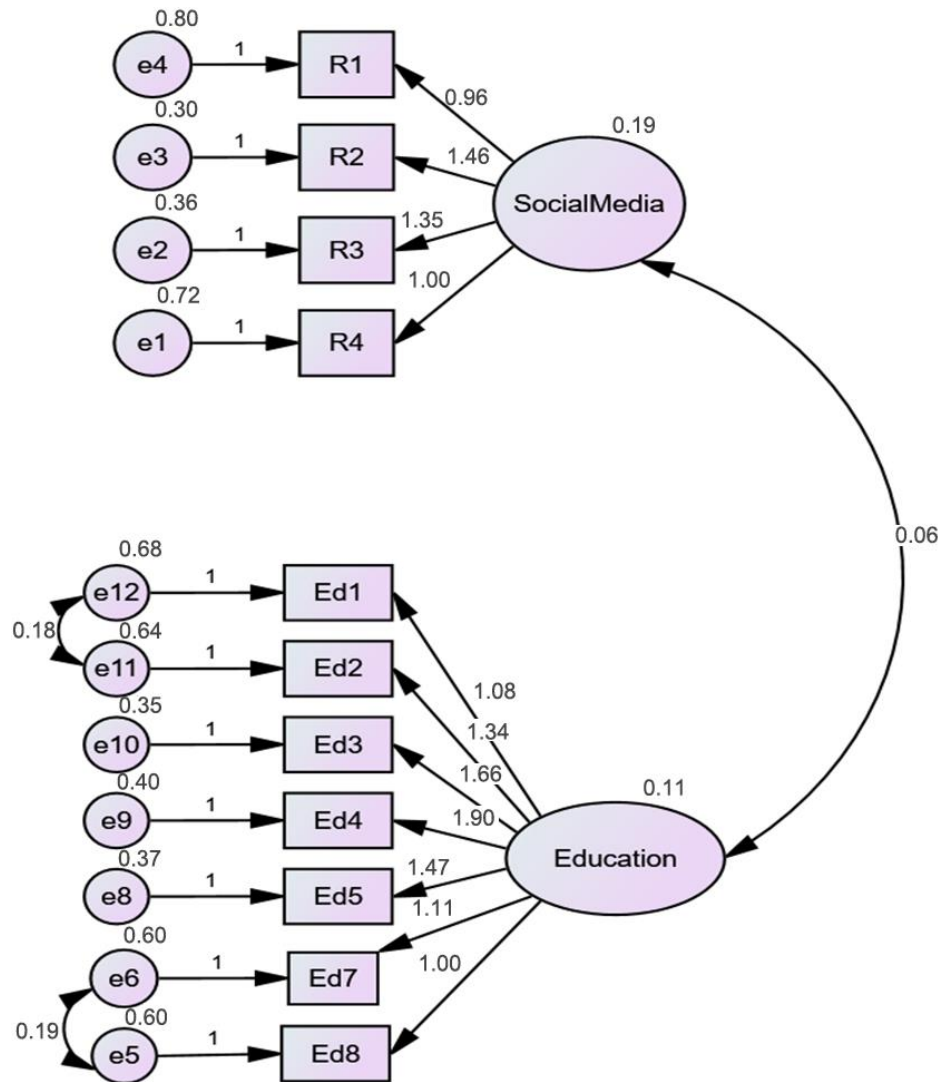 0.80
e4
1
R1
0.96
0.30
e3
1
R2
1.46
0.19
SocialMedia
0.36
e2
1
R3
1.35
0.72
e1
1
R4
1.00
0.06
0.68
e12
1
Ed1
1.08
0.18
0.64
e11
1
Ed2
1.34
0.35
e10
1
Ed3
1.66
0.40
e9
1
Ed4
1.90
0.11
Education
0.37
e8
1
Ed5
1.47
0.60
e6
1
Ed7
1.11
0.19
0.60
e5
1
Ed8
1.00